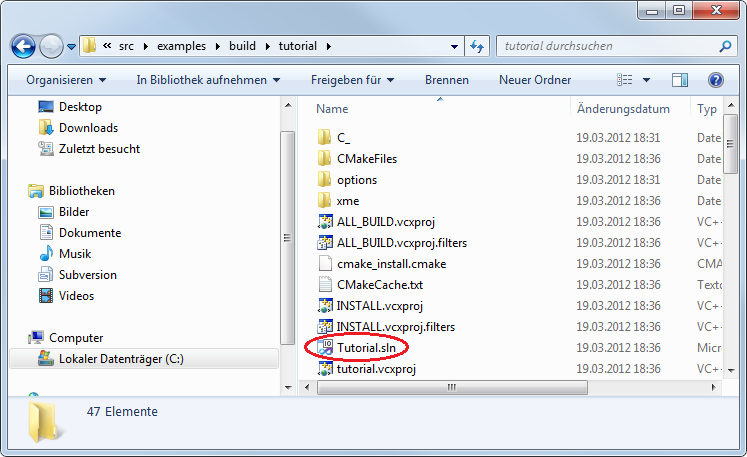 « src examples build tutorial
tutorial durchsuchen
Organisieren In Bibliothek aufnehmen Freigeben für Brennen Neuer Ordner
Desktop
Downloads
Zuletzt besucht
Bibliotheken
Bilder
Dokumente
Musik
Subversion
Videos
Computer
Lokaler Datenträger (C:)
Name Änderungsdatum Typ
C_ 19.03.2012 18:31 Date
CMakeFiles 19.03.2012 18:36 Date
options 19.03.2012 18:31 Date
xme 19.03.2012 18:36 Date
ALL_BUILD.vcxproj 19.03.2012 18:36 VC+
ALL_BUILD.vcxproj.filters 19.03.2012 18:36 VC+
cmake_install.cmake 19.03.2012 18:36 CMA
CMakeCache.txt 19.03.2012 18:36 Texto
INSTALL.vcxproj 19.03.2012 18:36 VC+
INSTALL.vcxproj.filters 19.03.2012 18:36 VC+
Tutorial.sln 19.03.2012 18:36 Micr
tutorial.vcxproj 19.03.2012 18:36 VC+
47 Elemente